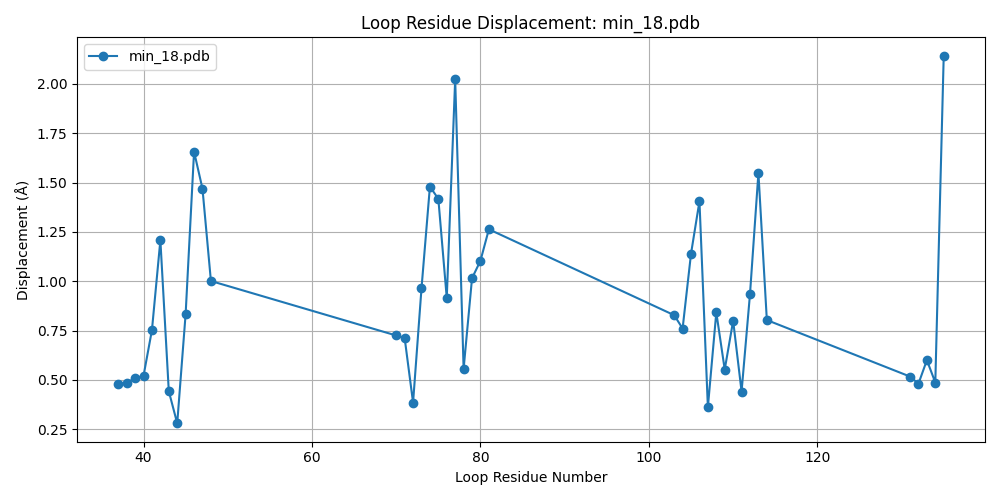 Loop Residue Displacement: min_18.pdb
min_18.pdb
2.00
1.75
1.50
1.25
1.00
0.75
0.50
0.25
Displacement (Å)
40 60 80 100 120
Loop Residue Number